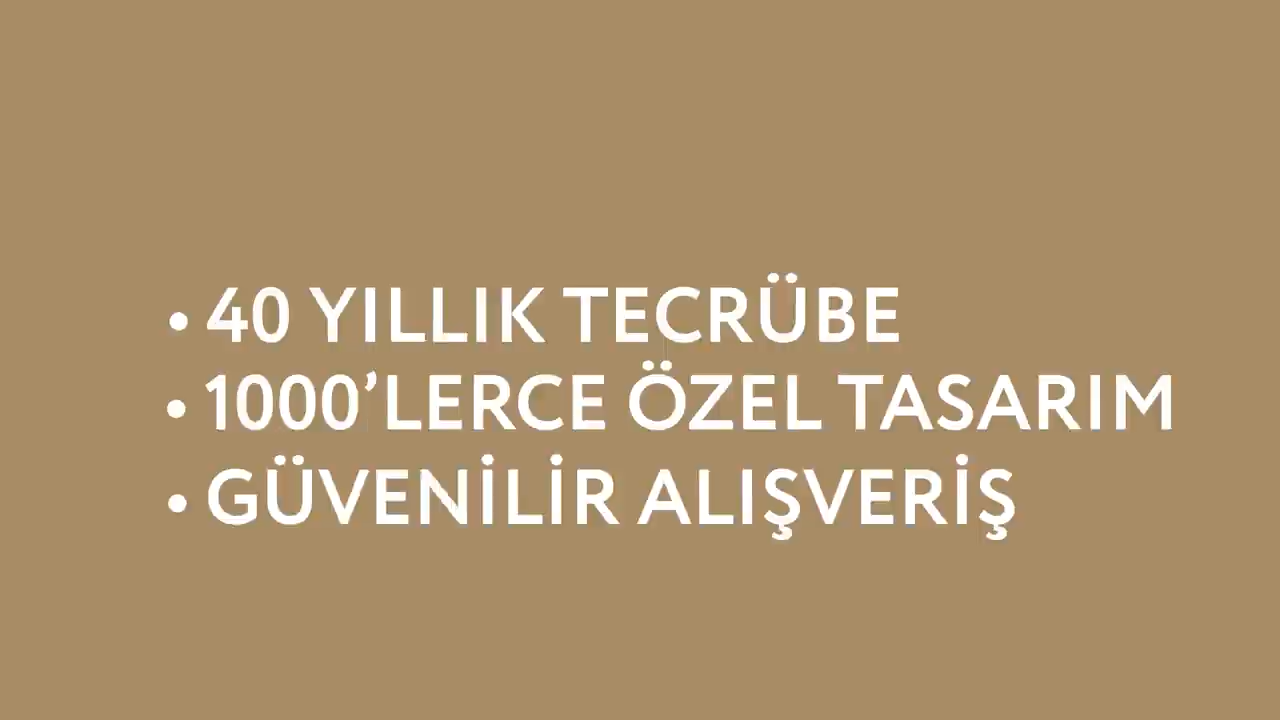 • 40 YILLIK TECRÜBE
• 1000’LERCE ÖZEL TASARIM
• GÜVENİLİR ALIŞVERİŞ